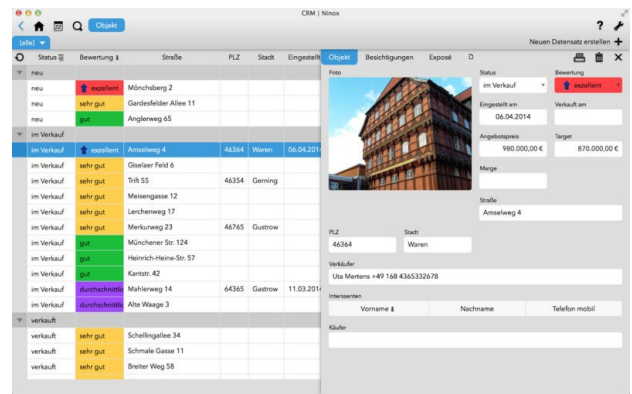 CRM | Ninox
Objekt
?
(alle)
Neuen Datensatz erstellen +
Status Bewertung Straße PLZ Stadt Eingestellt
Objekt Besichtigungen Exposé D
neu
neu exzellent Mönchsberg 2
neu sehr gut Gardesfelder Allee 11
neu gut Anglerweg 65
im Verkauf
im Verkauf exzellent Amselweg 4 46364 Waren 06.04.2014
im Verkauf sehr gut Giselaer Feld 6
im Verkauf sehr gut Trift 55 46354 Gerning
im Verkauf sehr gut Meisengasse 12
im Verkauf sehr gut Lerchenweg 17
im Verkauf sehr gut Merkurweg 23 46765 Gustrow
im Verkauf gut Münchener Str. 124
im Verkauf gut Heinrich-Heine-Str. 57
im Verkauf gut Kantstr. 42
im Verkauf durchschnittlic Mahlerweg 14 64365 Gastrow 11.03.2014
im Verkauf durchschnittlic Alte Waage 3
verkauft
verkauft sehr gut Schellingallee 34
verkauft sehr gut Schmale Gasse 11
verkauft sehr gut Breiter Weg 58
Foto
Status Bewertung
im Verkauf exzellent
Eingestellt am Verkauft am
06.04.2014
Angebotspreis Target
980.000,00 € 870.000,00 €
Marge
Straße
Amselweg 4
PLZ Stadt
46364 Waren
Verkäufer
Uta Mertens +49 168 4365332678
Interssenten
Vorname Nachname Telefon mobil
Käufer